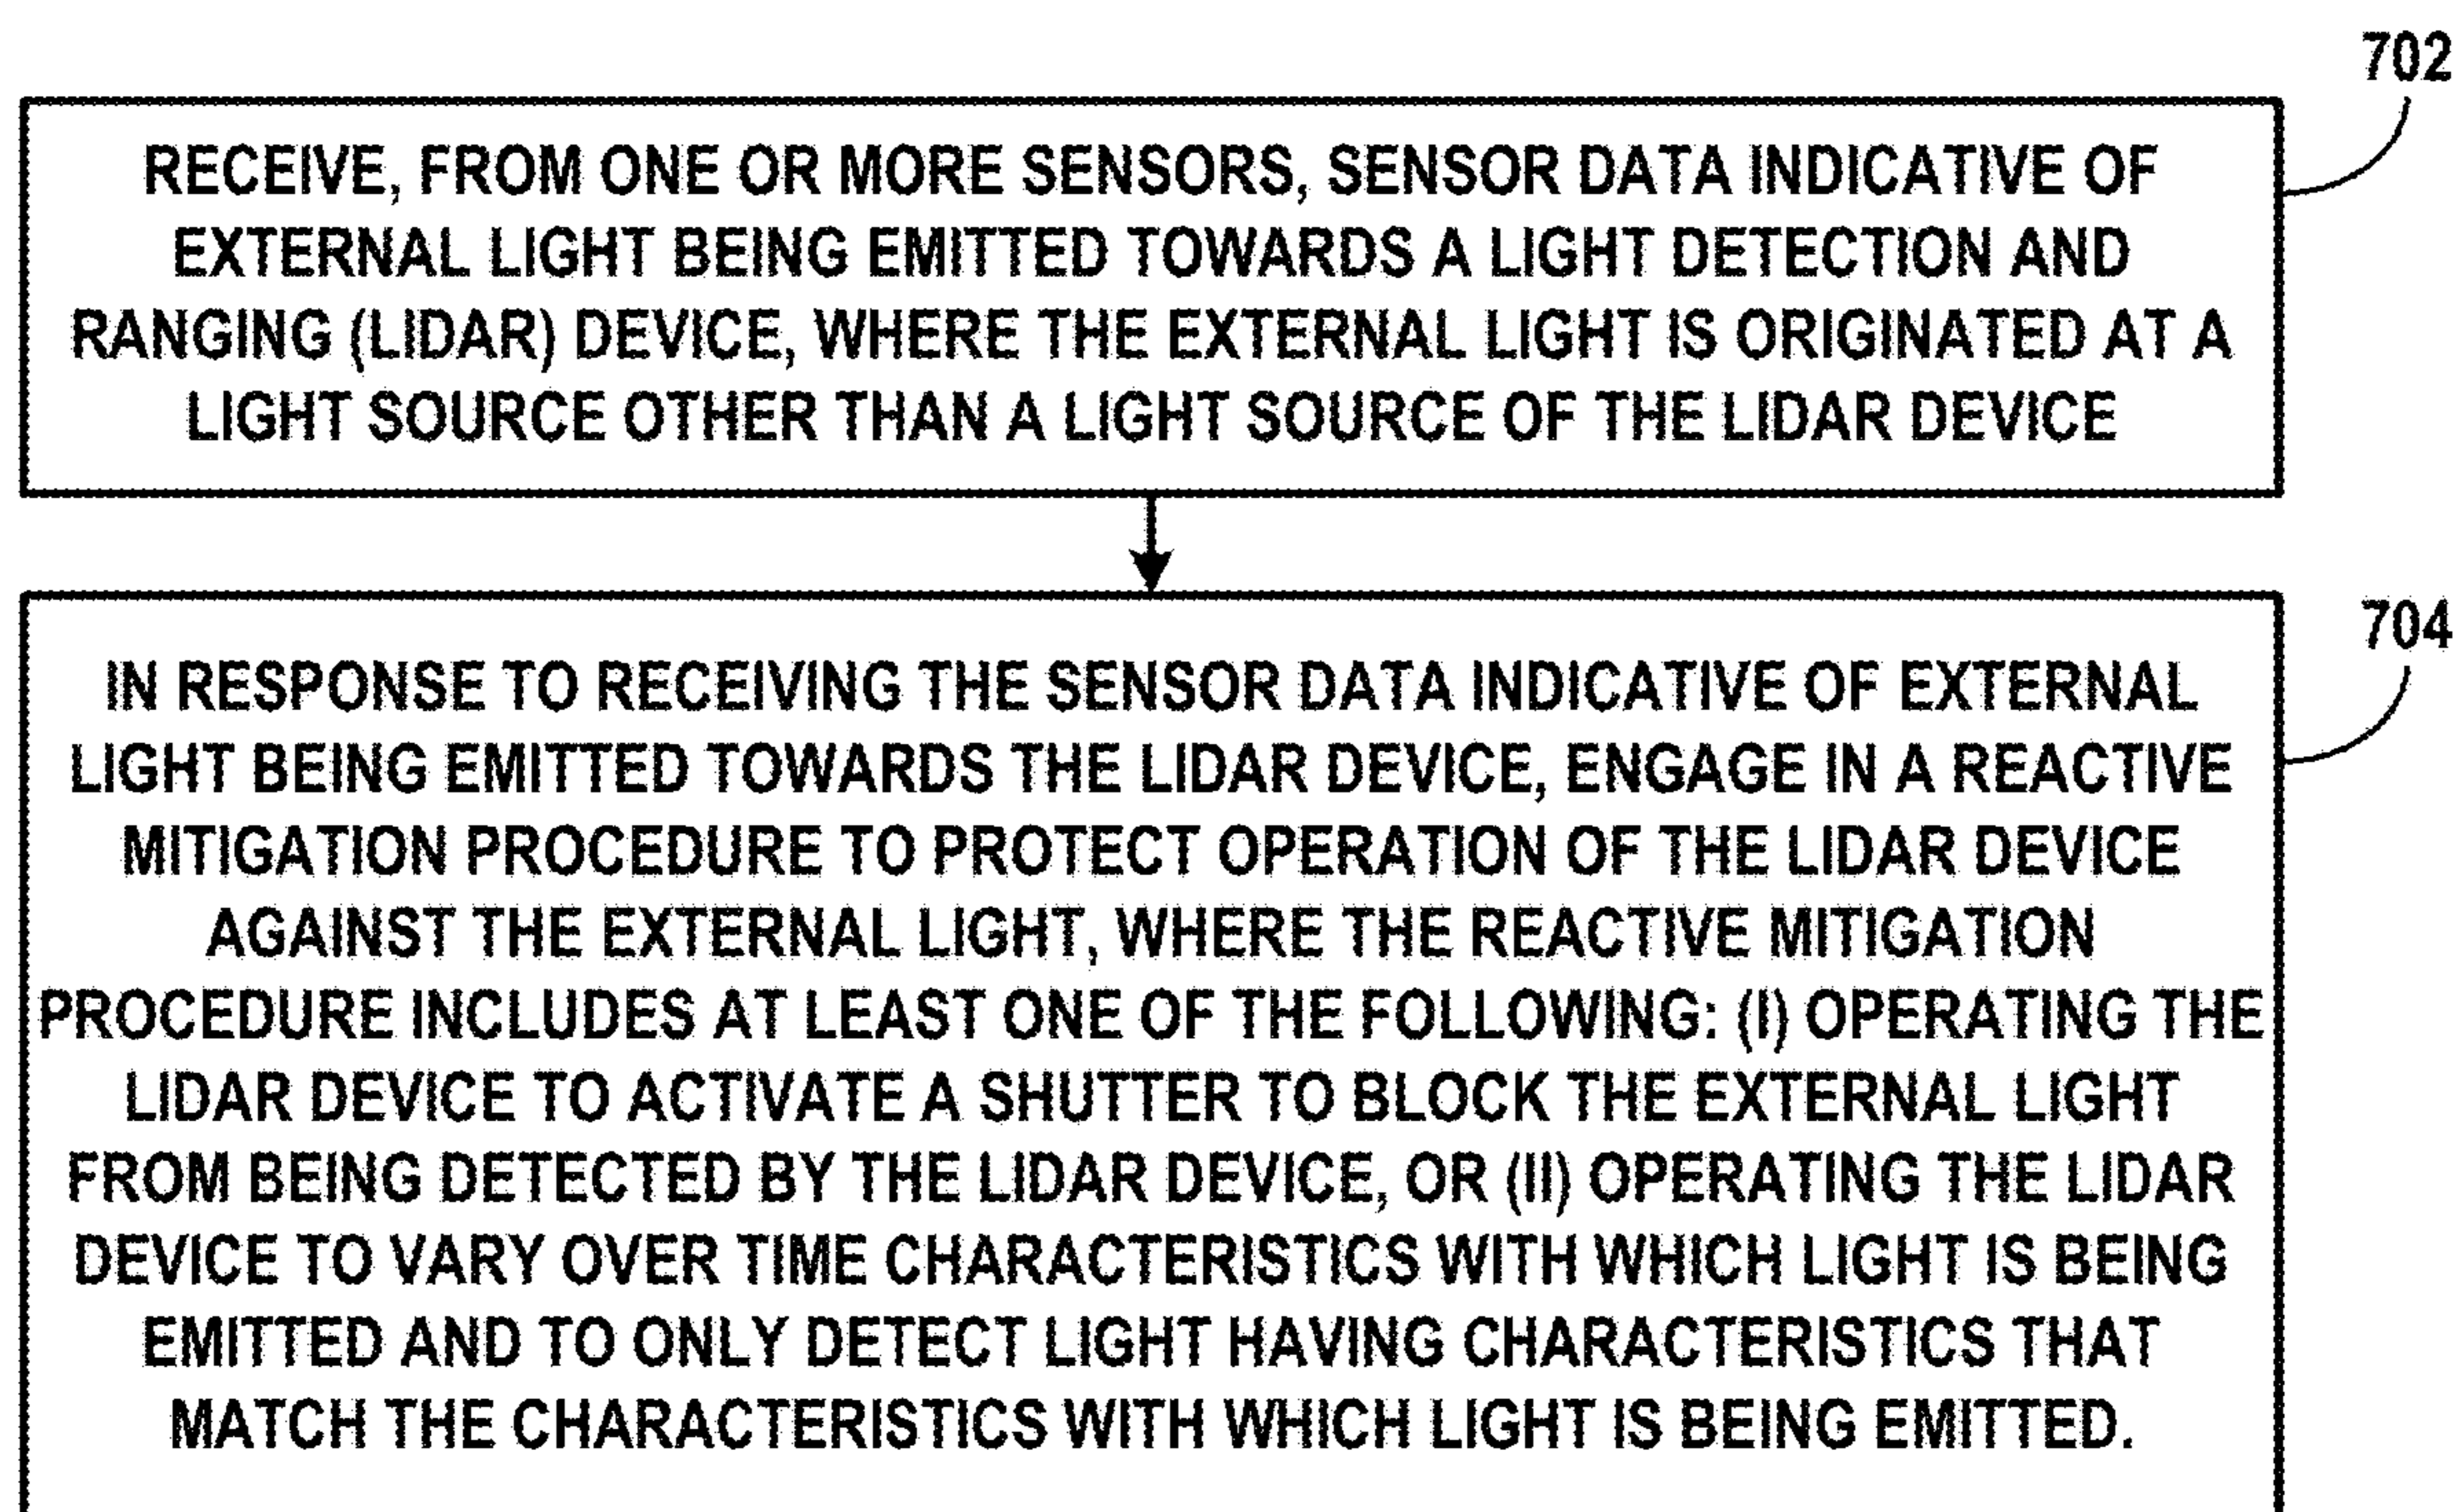 702
RECEIVE, FROM ONE OR MORE SENSORS, SENSOR DATA INDICATIVE OF
EXTERNAL LIGHT BEING EMITTED TOWARDS A LIGHT DETECTION AND
RANGING (LIDAR) DEVICE, WHERE THE EXTERNAL LIGHT IS ORIGINATED AT A
LIGHT SOURCE OTHER THAN A LIGHT SOURCE OF THE LIDAR DEVICE
704
IN RESPONSE TO RECEIVING THE SENSOR DATA INDICATIVE OF EXTERNAL
LIGHT BEING EMITTED TOWARDS THE LIDAR DEVICE, ENGAGE IN A REACTIVE
MITIGATION PROCEDURE TO PROTECT OPERATION OF THE LIDAR DEVICE
AGAINST THE EXTERNAL LIGHT, WHERE THE REACTIVE MITIGATION
PROCEDURE INCLUDES AT LEAST ONE OF THE FOLLOWING: (I) OPERATING THE
LIDAR DEVICE TO ACTIVATE A SHUTTER TO BLOCK THE EXTERNAL LIGHT
FROM BEING DETECTED BY THE LIDAR DEVICE, OR (II) OPERATING THE LIDAR
DEVICE TO VARY OVER TIME CHARACTERISTICS WITH WHICH LIGHT IS BEING
EMITTED AND TO ONLY DETECT LIGHT HAVING CHARACTERISTICS THAT
MATCH THE CHARACTERISTICS WITH WHICH LIGHT IS BEING EMITTED.